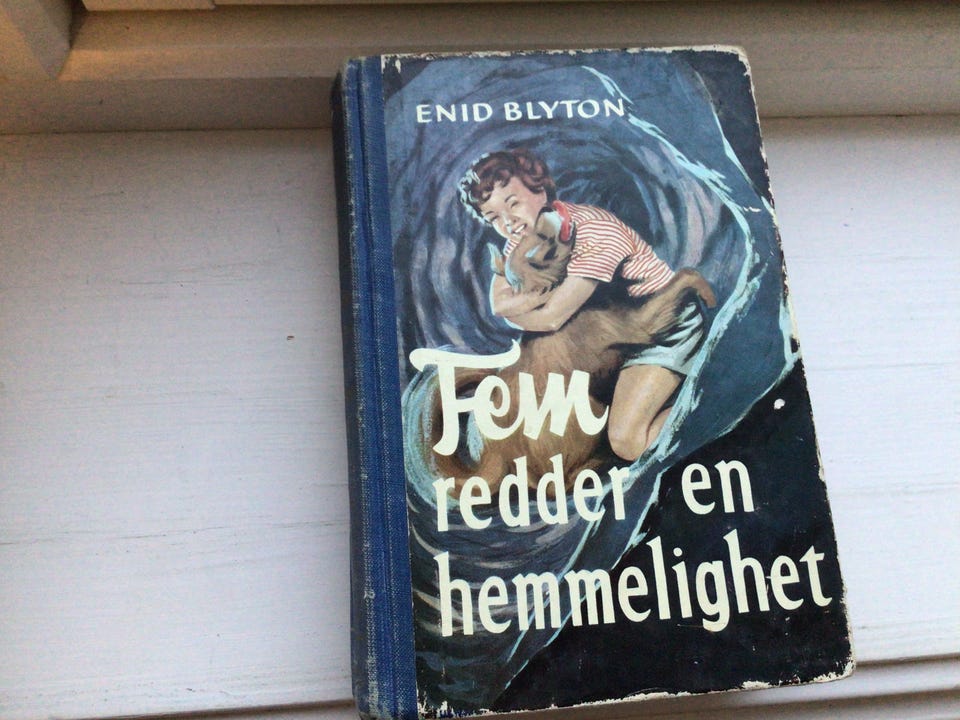 ENID BLYTON
Fem
redder en
hemmelighet